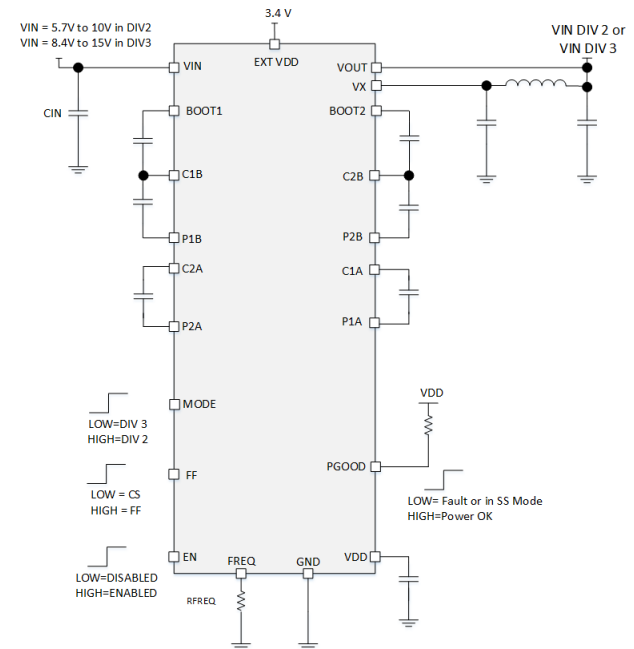 3.4 V
VIN = 5.7V to 10V in DIV2
VIN = 8.4V to 15V in DIV3
VIN DIV 2 or
VIN DIV 3
EXT VDD
VIN
VOUT
VX
CIN
BOOT1
BOOT2
C1B
C2B
P1B
P2B
C2A
C1A
P2A
P1A
MODE
LOW=DIV 3
HIGH=DIV 2
VDD
FF
PGOOD
LOW = CS
HIGH = FF
LOW= Fault or in SS Mode
HIGH=Power OK
EN
FREQ
GND
VDD
LOW=DISABLED
HIGH=ENABLED
RFREQ